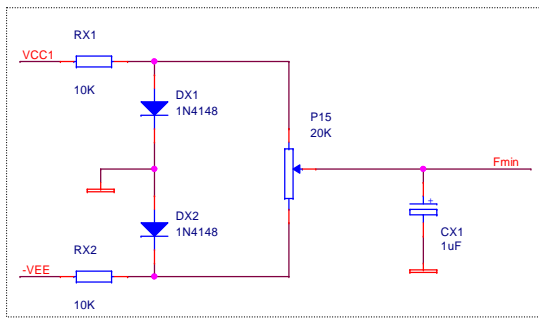 RX1
VCC1
10K
DX1
1N4148
P15
20K
Fmin
DX2
1N4148
CX1
1uF
+
RX2
-VEE
10K